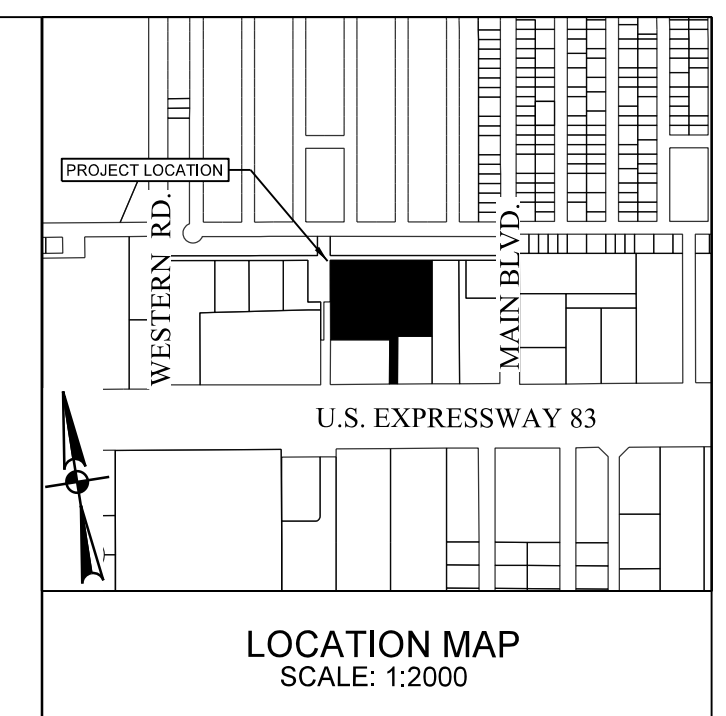 PROJECT LOCATION
WESTERN RD.
MAIN BLVD.
U.S. EXPRESSWAY 83
LOCATION MAP
SCALE: 1:2000